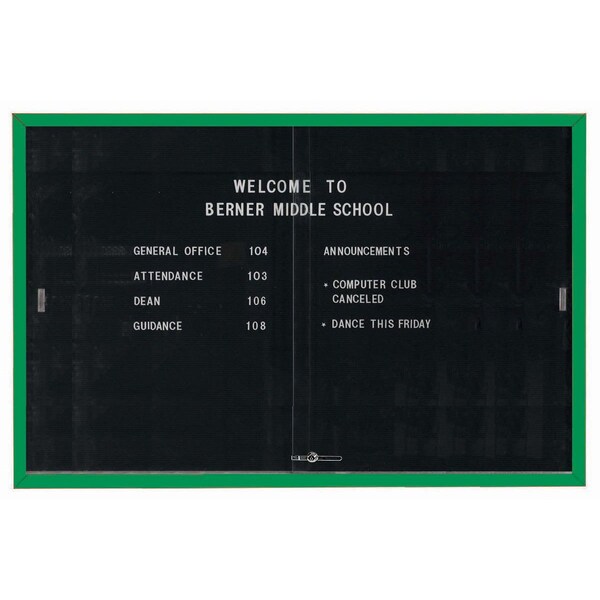 WELCOME TO
BERNER MIDDLE SCHOOL
GENERAL OFFICE 104
ATTENDANCE 103
DEAN 106
GUIDANCE 108
ANNOUNCEMENTS
* COMPUTER CLUB
CANCELED
* DANCE THIS FRIDAY